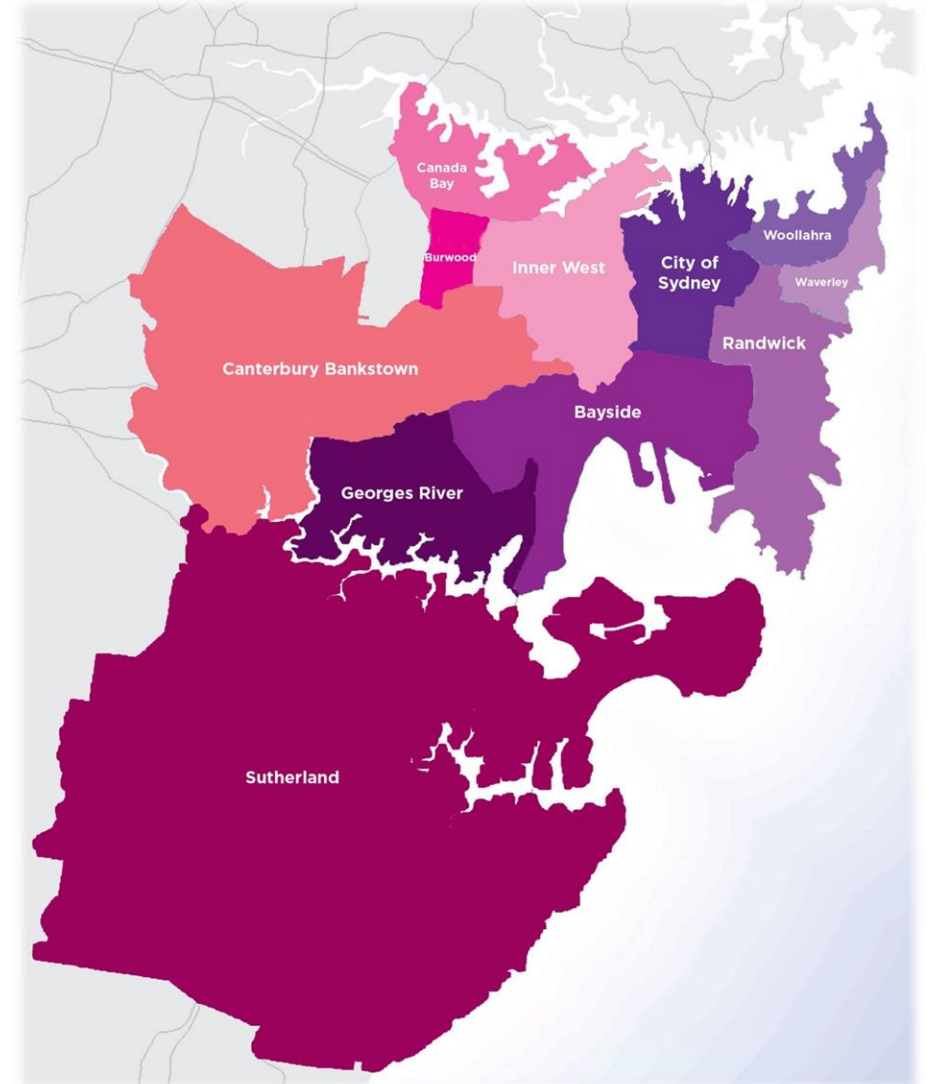 Canada
Bay
Burwood
Inner West
City of
Sydney
Woollahra
Waverley
Randwick
Canterbury Bankstown
Bayside
Georges River
Sutherland